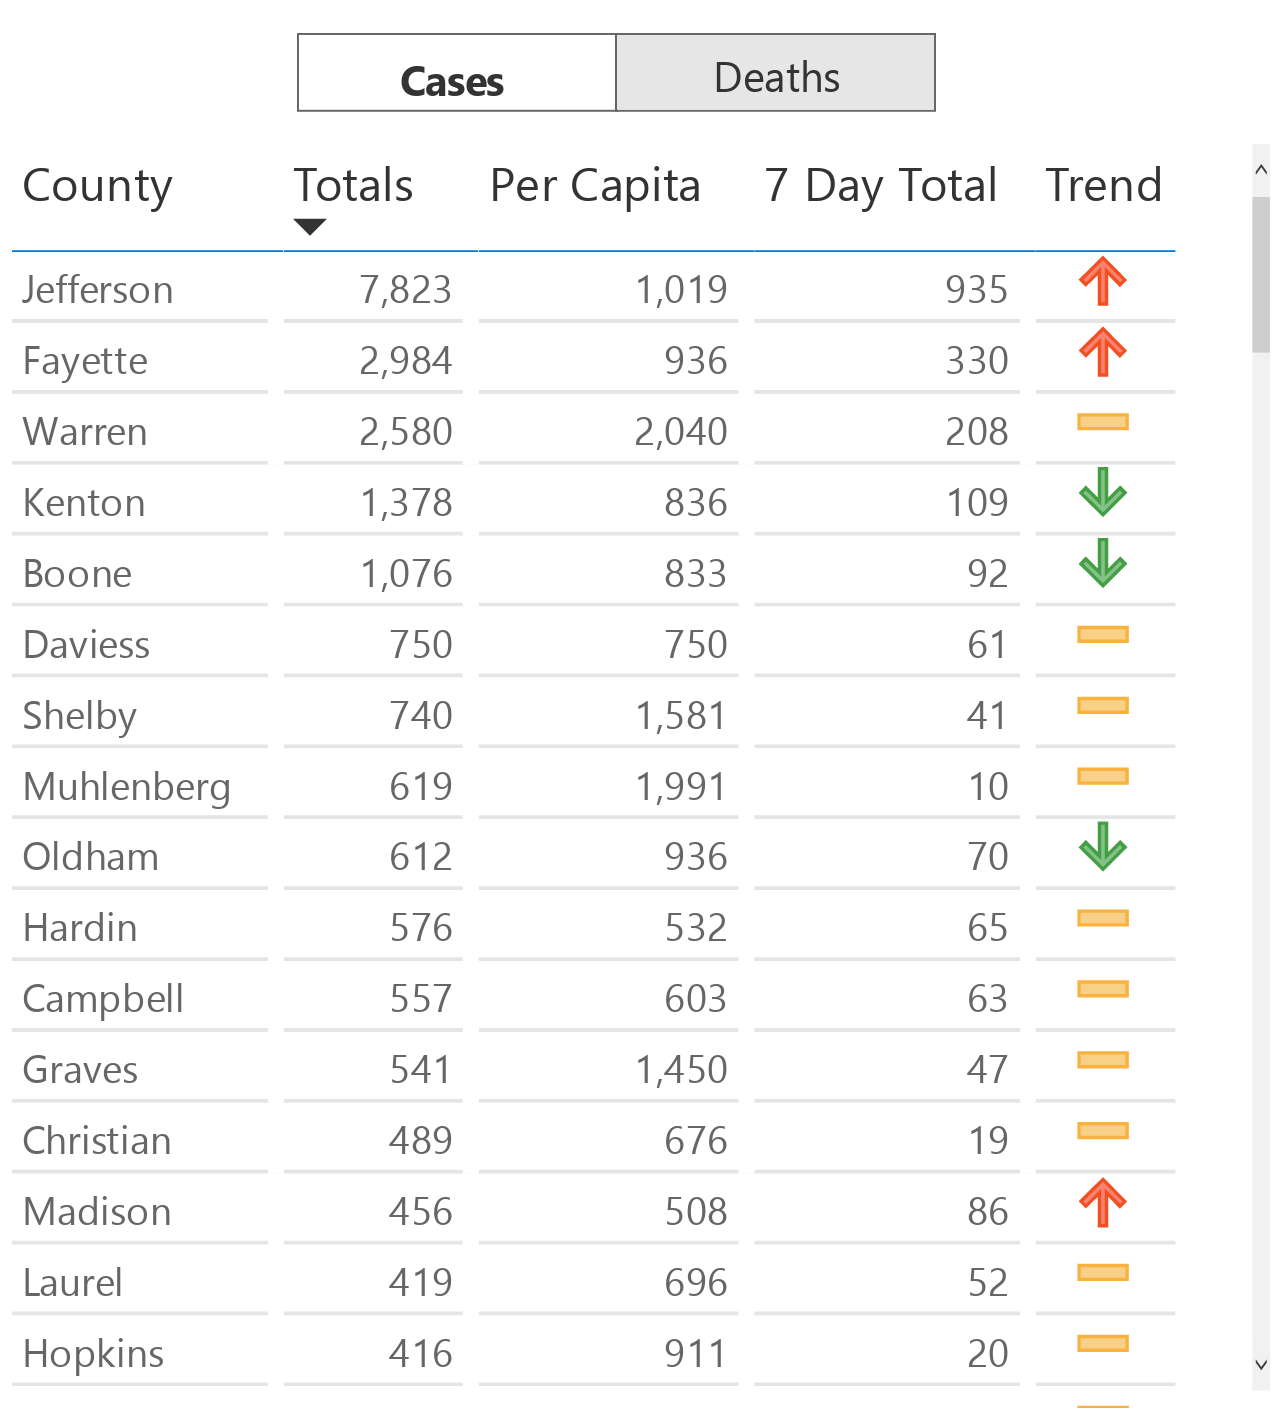 Cases Deaths
County Totals Per Capita 7 Day Total Trend
Jefferson 7,823 1,019 935
Fayette 2,984 936 330
Warren 2,580 2,040 208
Kenton 1,378 836 109
Boone 1,076 833 92
Daviess 750 750 61
Shelby 740 1,581 41
Muhlenberg 619 1,991 10
Oldham 612 936 70
Hardin 576 532 65
Campbell 557 603 63
Graves 541 1,450 47
Christian 489 676 19
Madison 456 508 86
Laurel 419 696 52
Hopkins 416 911 20